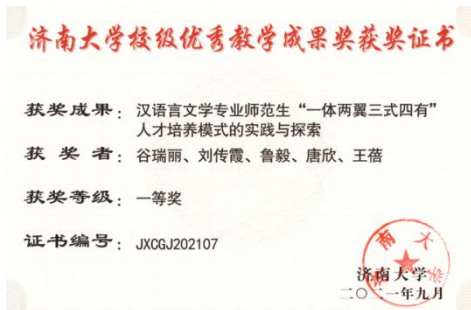 济南大学校级优秀教学成果奖获奖证书
获奖成果：汉语言文学专业师范生“一体两翼三式四有”
人才培养模式的实践与探索
获奖者：谷瑞丽、刘传霞、鲁毅、唐欣、王蓓
获奖等级：一等奖
证书编号：JXCGJ202107
济南大学
二〇二一年九月